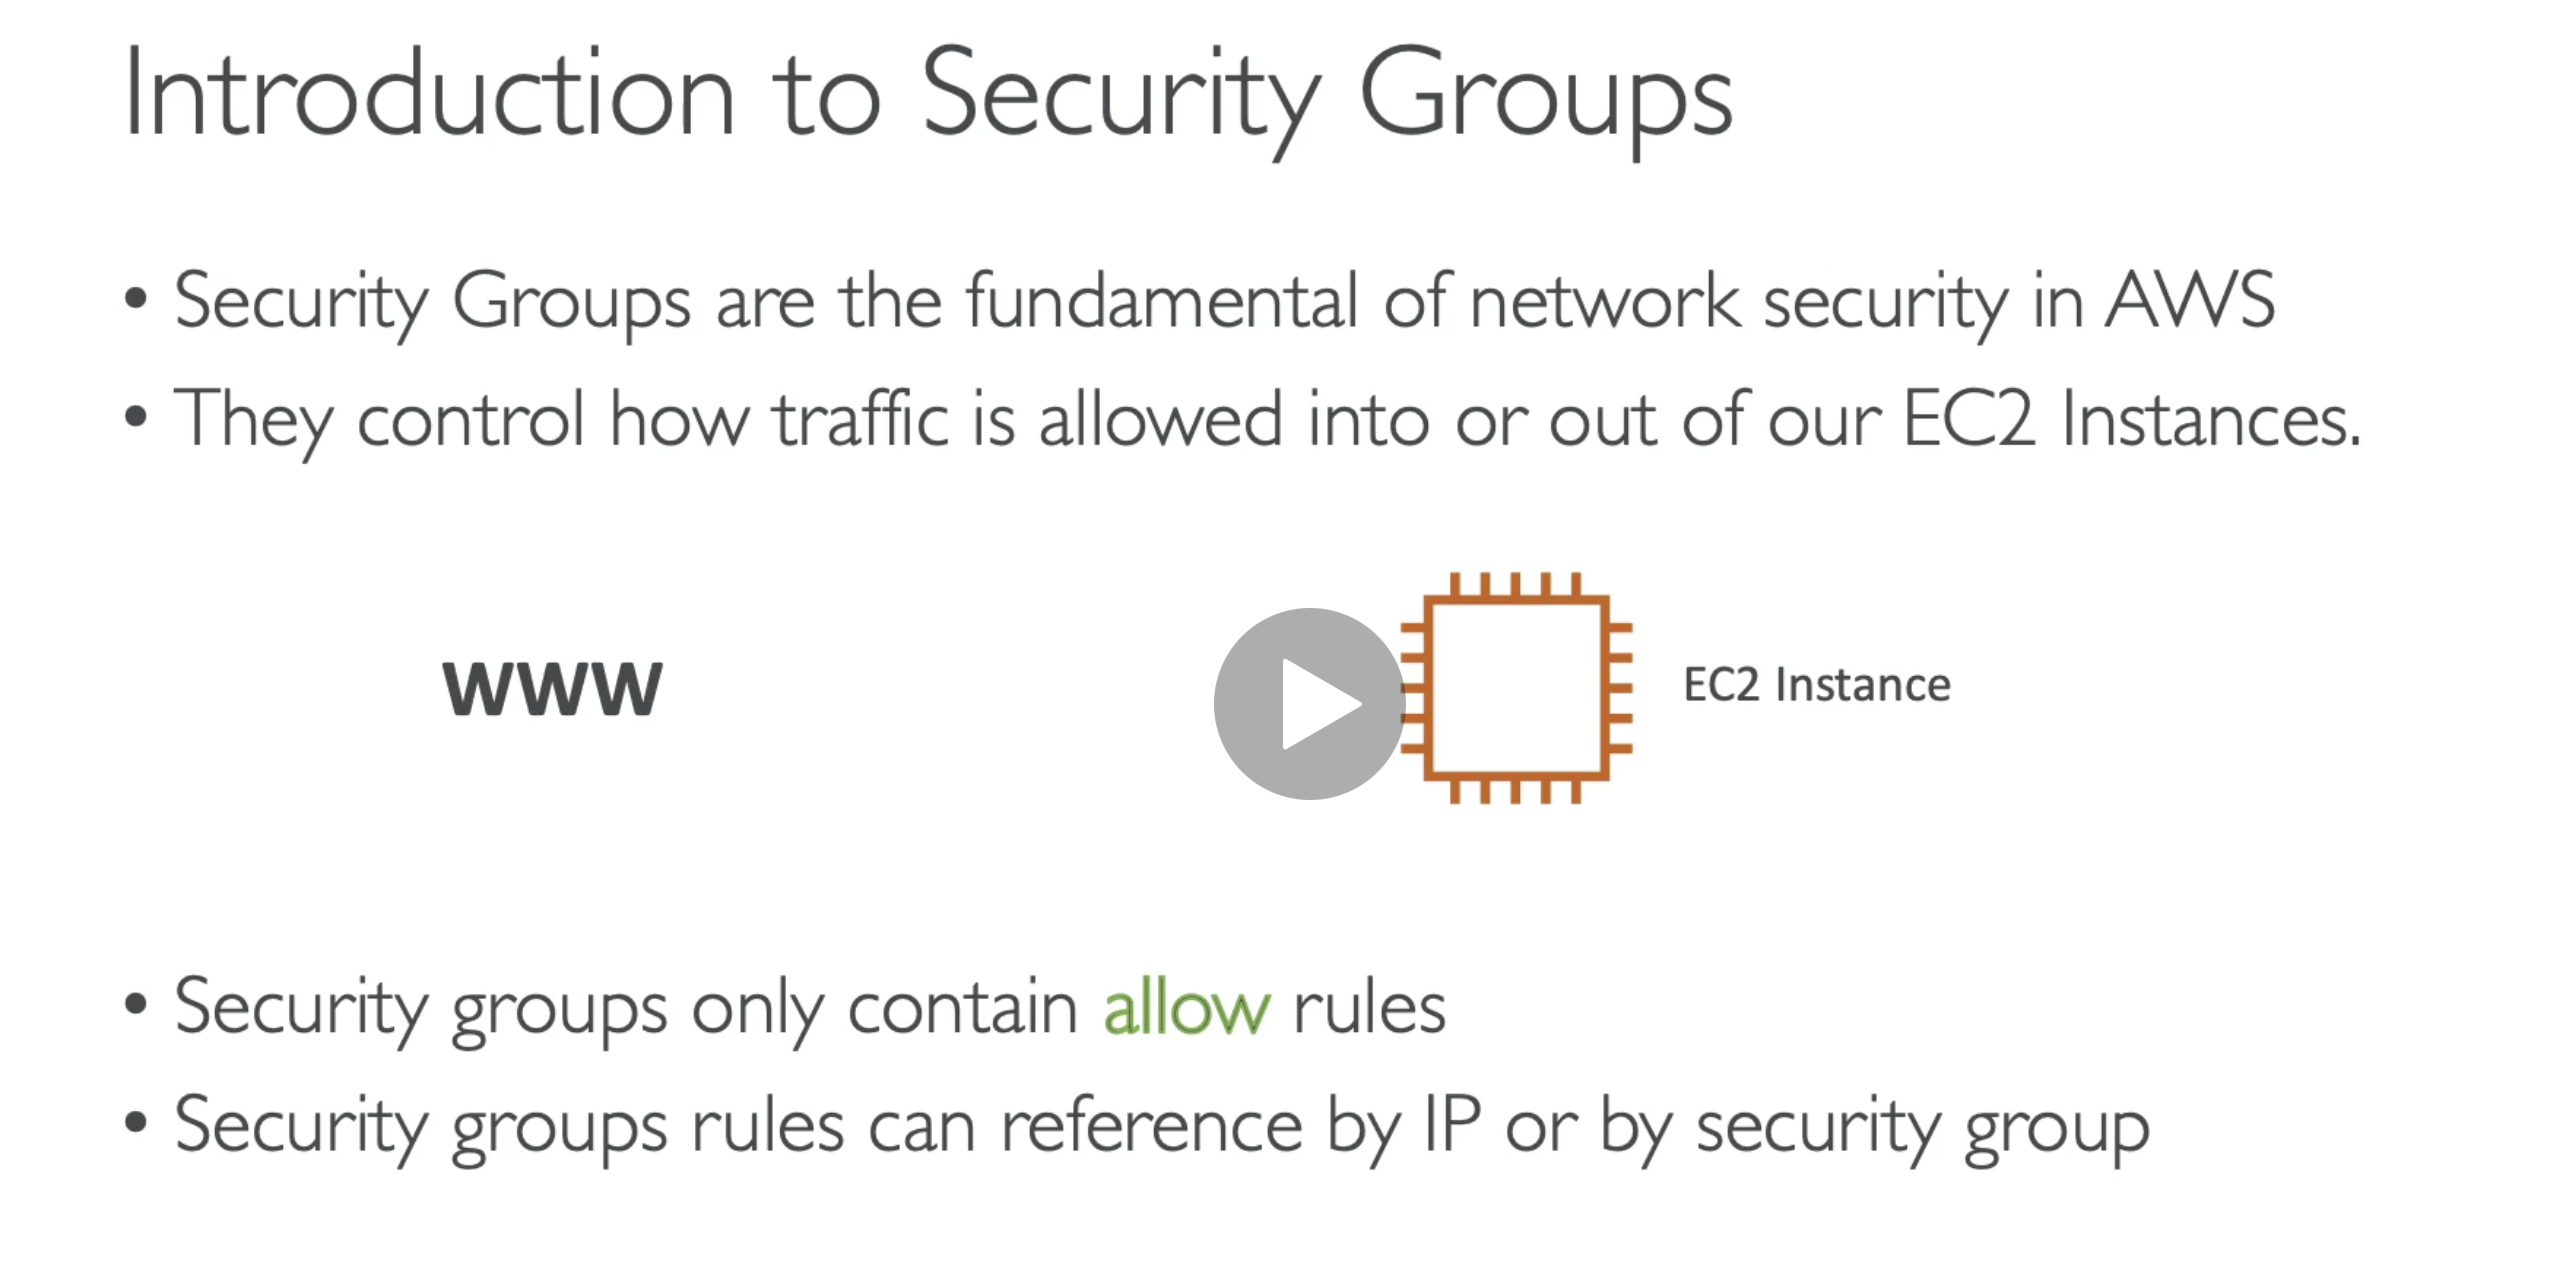 Introduction to Security Groups
• Security Groups are the fundamental of network security in AWS
• They control how traffic is allowed into or out of our EC2 Instances.
WWW
EC2 Instance
• Security groups only contain allow rules
• Security groups rules can reference by IP or by security group